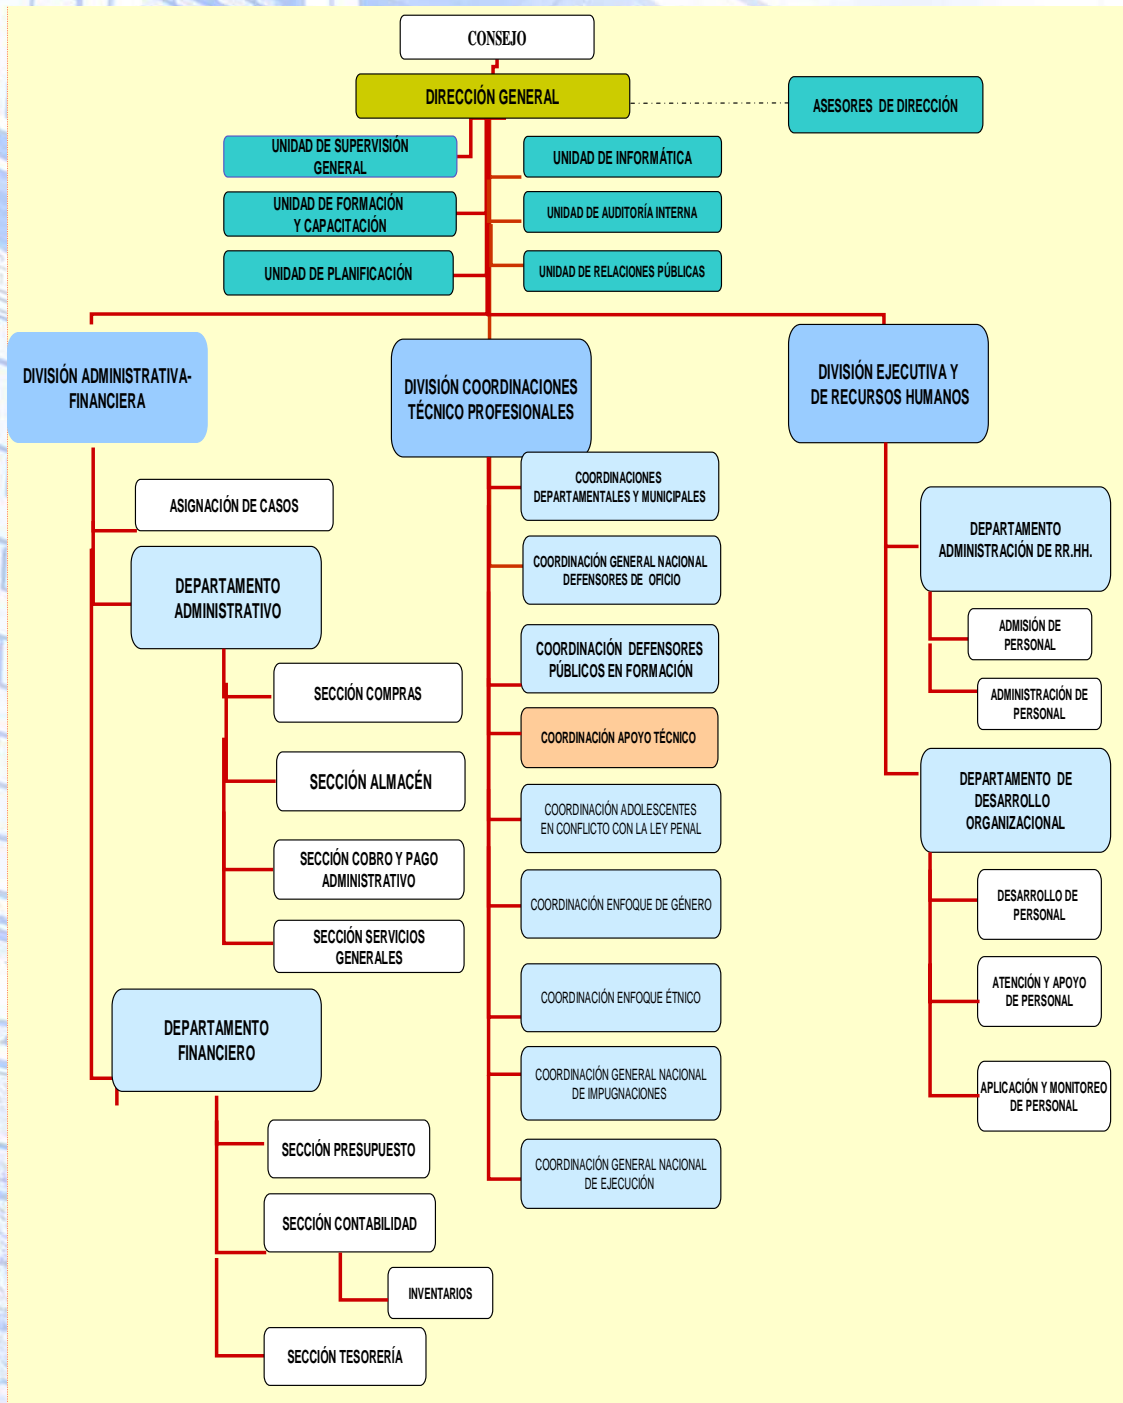 CONSEJO
DIRECCIÓN GENERAL
ASESORES DE DIRECCIÓN
UNIDAD DE SUPERVISIÓN
GENERAL
UNIDAD DE INFORMÁTICA
UNIDAD DE FORMACIÓN
Y CAPACITACIÓN
UNIDAD DE AUDITORÍA INTERNA
UNIDAD DE PLANIFICACIÓN
UNIDAD DE RELACIONES PÚBLICAS
DIVISIÓN ADMINISTRATIVA-
FINANCIERA
ASIGNACIÓN DE CASOS
DEPARTAMENTO
ADMINISTRATIVO
SECCIÓN COMPRAS
SECCIÓN ALMACÉN
SECCIÓN COBRO Y PAGO
ADMINISTRATIVO
SECCIÓN SERVICIOS
GENERALES
DEPARTAMENTO
FINANCIERO
SECCIÓN PRESUPUESTO
SECCIÓN CONTABILIDAD
INVENTARIOS
SECCIÓN TESORERÍA
DIVISIÓN COORDINACIONES
TÉCNICO PROFESIONALES
COORDINACIONES
DEPARTAMENTALES Y MUNICIPALES
COORDINACIÓN GENERAL NACIONAL
DEFENSORES DE OFICIO
COORDINACIÓN DEFENSORES
PÚBLICOS EN FORMACIÓN
COORDINACIÓN APOYO TÉCNICO
COORDINACIÓN ADOLESCENTES
EN CONFLICTO CON LA LEY PENAL
COORDINACIÓN ENFOQUE DE GÉNERO
COORDINACIÓN ENFOQUE ÉTNICO
COORDINACIÓN GENERAL NACIONAL
DE IMPUGNACIONES
COORDINACIÓN GENERAL NACIONAL
DE EJECUCIÓN
DIVISIÓN EJECUTIVA Y
DE RECURSOS HUMANOS
DEPARTAMENTO
ADMINISTRACIÓN DE RR.HH.
ADMISIÓN DE
PERSONAL
ADMINISTRACIÓN DE
PERSONAL
DEPARTAMENTO DE
DESARROLLO
ORGANIZACIONAL
DESARROLLO DE
PERSONAL
ATENCIÓN Y APOYO
DE PERSONAL
APLICACIÓN Y MONITOREO
DE PERSONAL